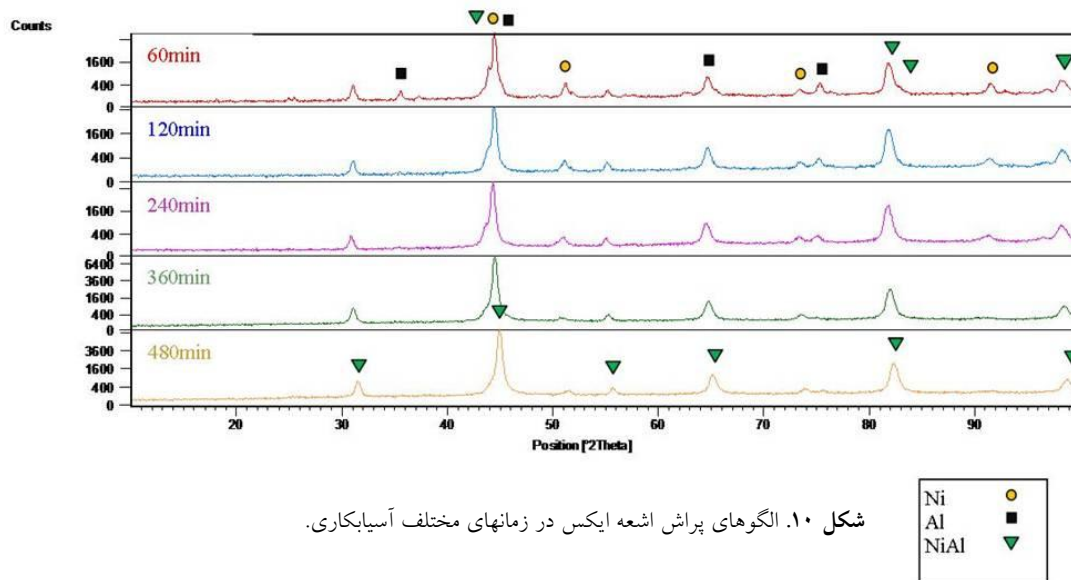 Counts
60min
1600
400
0
120min
1600
400
0
240min
1600
400
0
360min
6400
3600
1600
400
0
480min
3600
1600
400
0
20 30 40 50 60 70 80 90
Position [°2Theta]
شکل ۱۰. الگوهای پراش اشعه ایکس در زمانهای مختلف آسیابکاری.
Ni
Al
NiAl